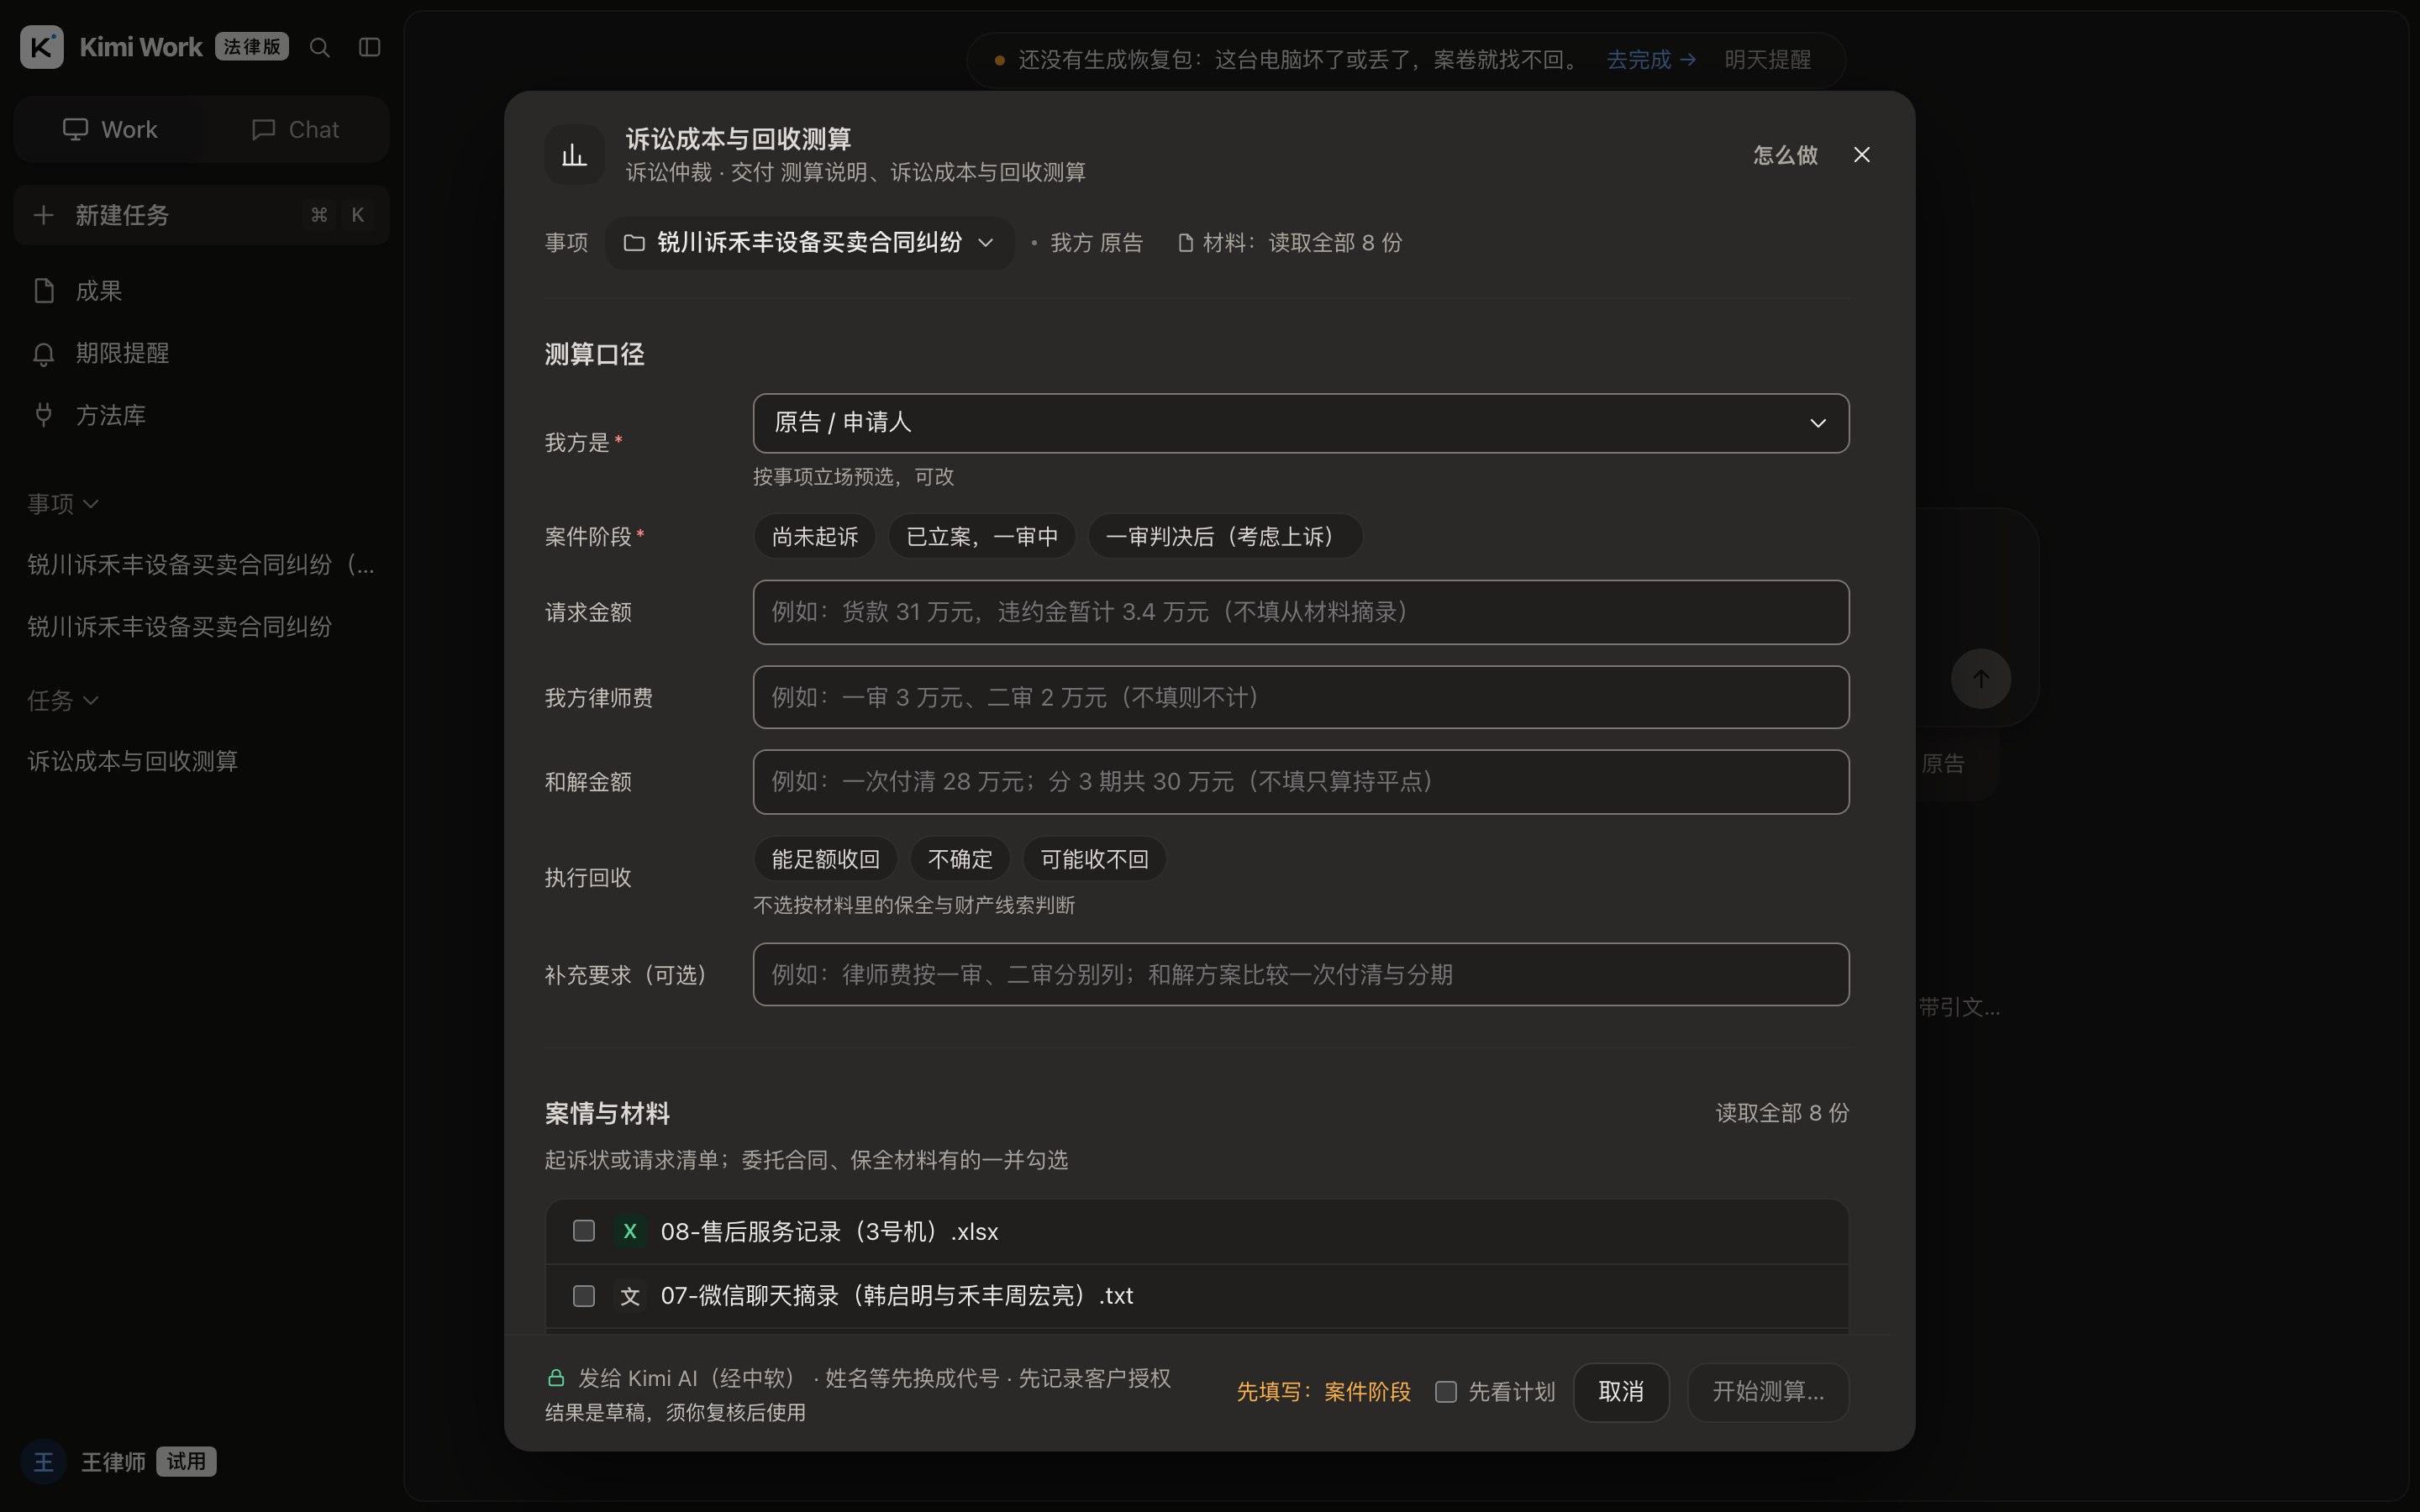 Kimi Work 法律版
Work
Chat
新建任务 ⌘ K
成果
期限提醒
方法库
事项
锐川诉禾丰设备买卖合同纠纷（...
锐川诉禾丰设备买卖合同纠纷
任务
诉讼成本与回收测算
王 王律师 试用
还没有生成恢复包：这台电脑坏了或丢了，案卷就找不回。 去完成 → 明天提醒
诉讼成本与回收测算
诉讼仲裁 · 交付 测算说明、诉讼成本与回收测算
怎么做
事项 锐川诉禾丰设备买卖合同纠纷 • 我方 原告 材料：读取全部 8 份
测算口径
我方是* 原告 / 申请人
按事项立场预选，可改
案件阶段* 尚未起诉 已立案，一审中 一审判决后（考虑上诉）
请求金额 例如：货款 31 万元，违约金暂计 3.4 万元（不填从材料摘录）
我方律师费 例如：一审 3 万元、二审 2 万元（不填则不计）
和解金额 例如：一次付清 28 万元；分 3 期共 30 万元（不填只算持平点）
执行回收 能足额收回 不确定 可能收不回
不选按材料里的保全与财产线索判断
补充要求（可选） 例如：律师费按一审、二审分别列；和解方案比较一次付清与分期
案情与材料 读取全部 8 份
起诉状或请求清单；委托合同、保全材料有的一并勾选
X 08-售后服务记录（3号机）.xlsx
文 07-微信聊天摘录（韩启明与禾丰周宏亮）.txt
发给 Kimi AI（经中软） · 姓名等先换成代号 · 先记录客户授权
结果是草稿，须你复核后使用
先填写：案件阶段 先看计划 取消 开始测算...
原告
带引文...